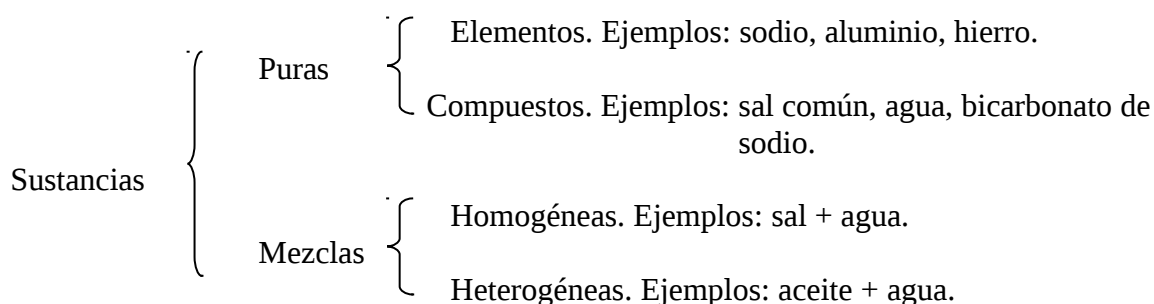 Elementos. Ejemplos: sodio, aluminio, hierro.
Puras
Compuestos. Ejemplos: sal común, agua, bicarbonato de
sodio.
Sustancias
Homogéneas. Ejemplos: sal + agua.
Mezclas
Heterogéneas. Ejemplos: aceite + agua.